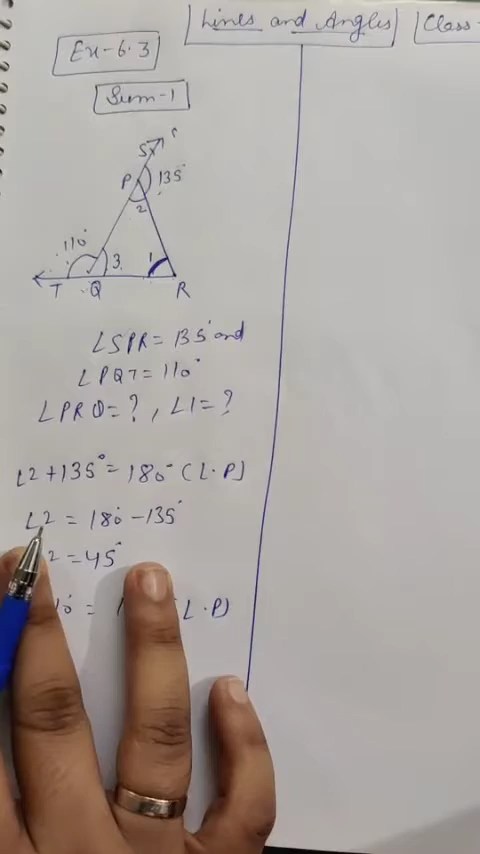 Lines and Angles
Class-
Ex-6.3
Sum-1
S
P 135°
2
110°
3 1
T Q R
∠SPR = 135° and
∠PQT = 110°
∠PRQ = ? , ∠1 = ?
∠2 + 135° = 180° (L.P)
∠2 = 180° - 135°
2 = 45°
10° = L.P)